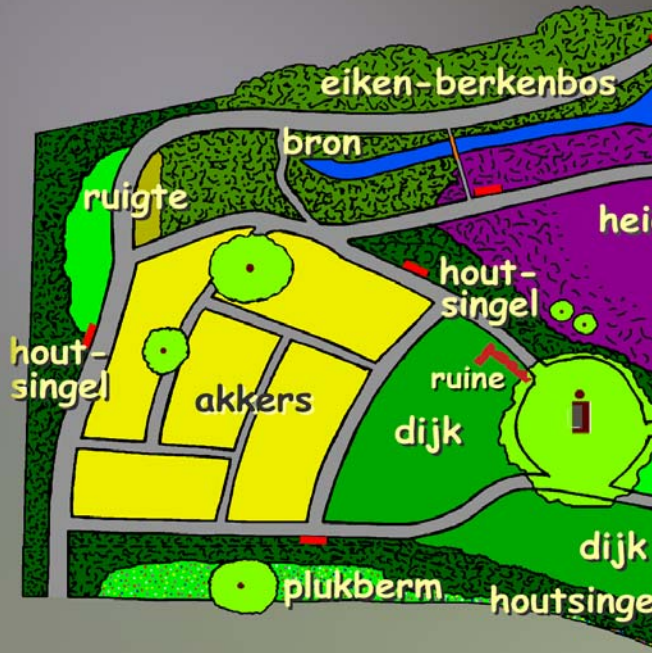 eiken-berkenbos
bron
ruigte
hei
hout-
singel
hout-
singel
ruine
akkers
dijk
dijk
plukberm
houtsinge